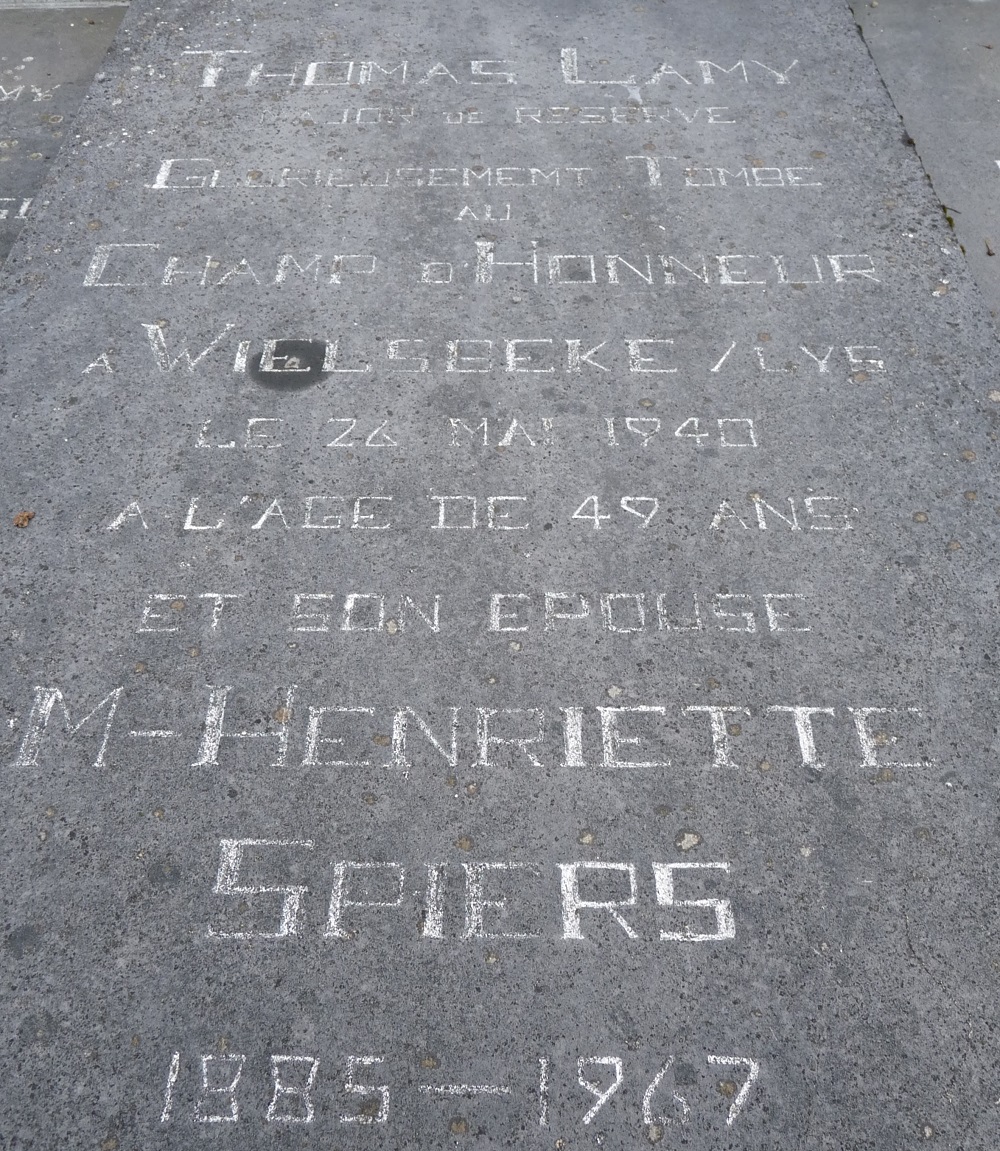 THOMAS LAMY
MAJOR DE RESERVE
GLORIEUSEMEMT TOMBE
AU
CHAMP D'HONNEUR
A WIELSBEKE /LYS
LE 26 MAI 1940
A L'AGE DE 49 ANS
ET SON EPOUSE
M-HENRIETTE
SPIERS
1885-1967